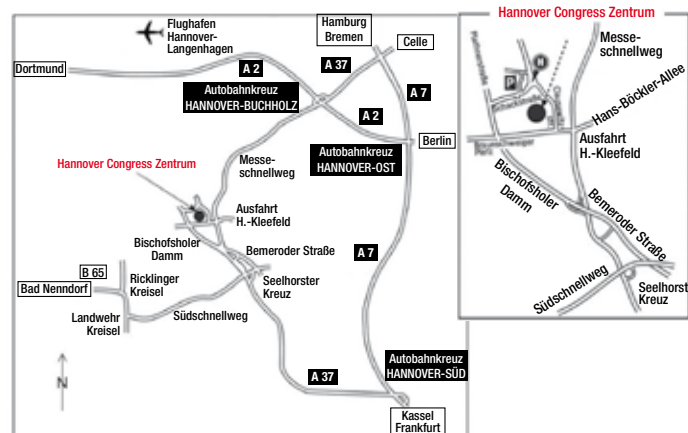 Flughafen
Hannover-
Langenhagen
Hamburg
Bremen
Celle
Dortmund
A 2
A 37
A 7
Autobahnkreuz
HANNOVER-BUCHHOLZ
A 2
Berlin
Messe-
schnellweg
Autobahnkreuz
HANNOVER-OST
Hannover Congress Zentrum
Ausfahrt
H.-Kleefeld
Bischofsholer
Damm
Bemeroder Straße
A 7
B 65
Ricklinger
Kreisel
Seelhorster
Kreuz
Bad Nenndorf
Landwehr
Kreisel
Südschnellweg
Autobahnkreuz
HANNOVER-SÜD
N
A 37
Kassel
Frankfurt
Hannover Congress Zentrum
Messe-
schnellweg
H
P
Hans-Böckler-Allee
Ausfahrt
H.-Kleefeld
Bischofsholer
Damm
Bemeroder Straße
Südschnellweg
Seelhorst
Kreuz